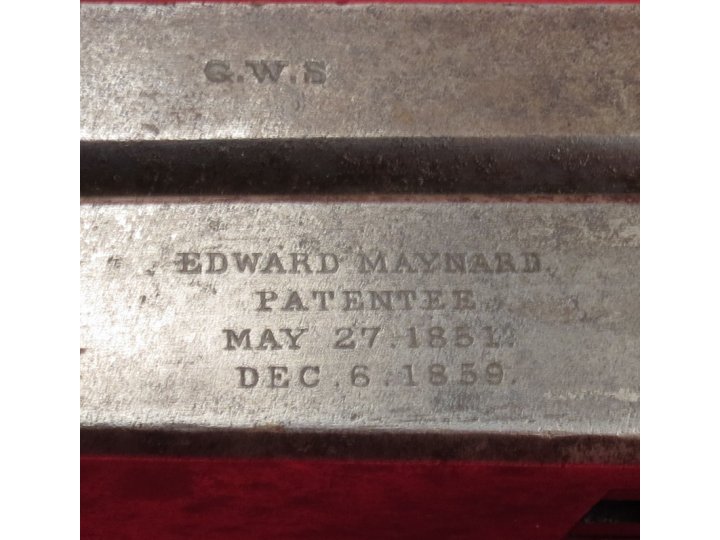 G.W.S
EDWARD MAYNARD
PATENTEE
MAY 27.1851.
DEC.6.1859.